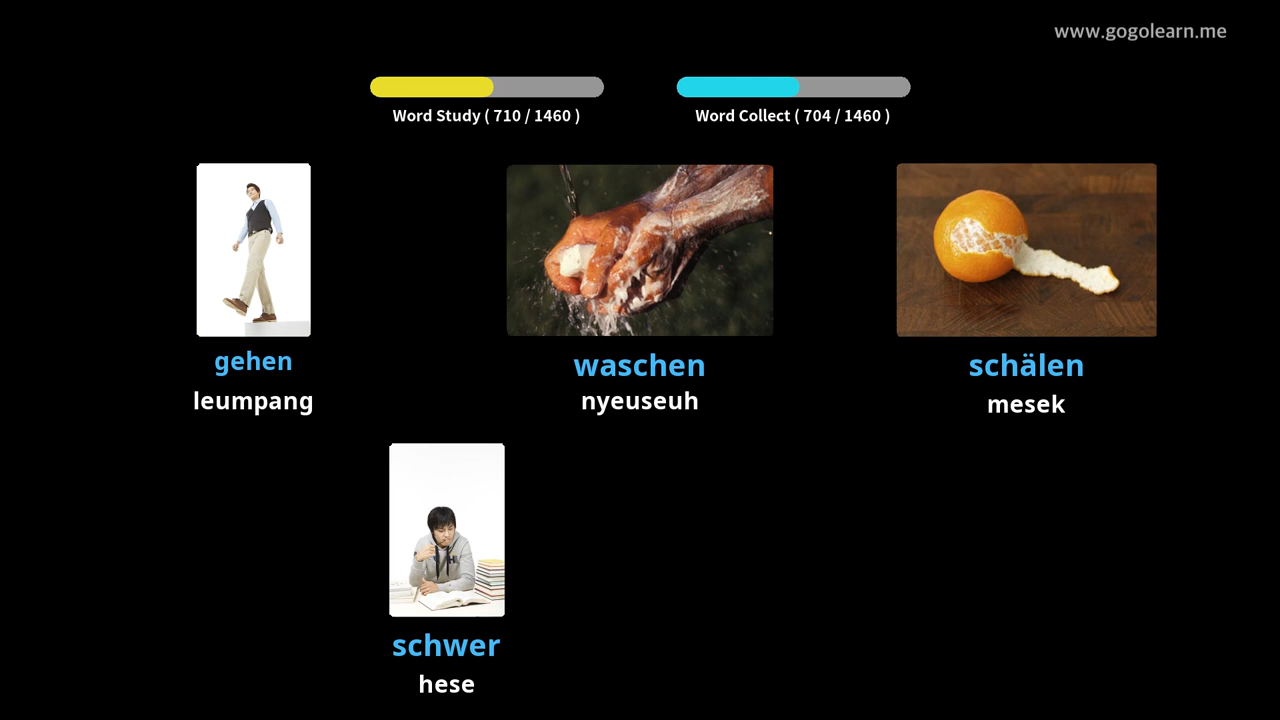 www.gogolearn.me
Word Study ( 710 / 1460 )
Word Collect ( 704 / 1460 )
gehen
leumpang
waschen
nyeuseuh
schälen
mesek
schwer
hese